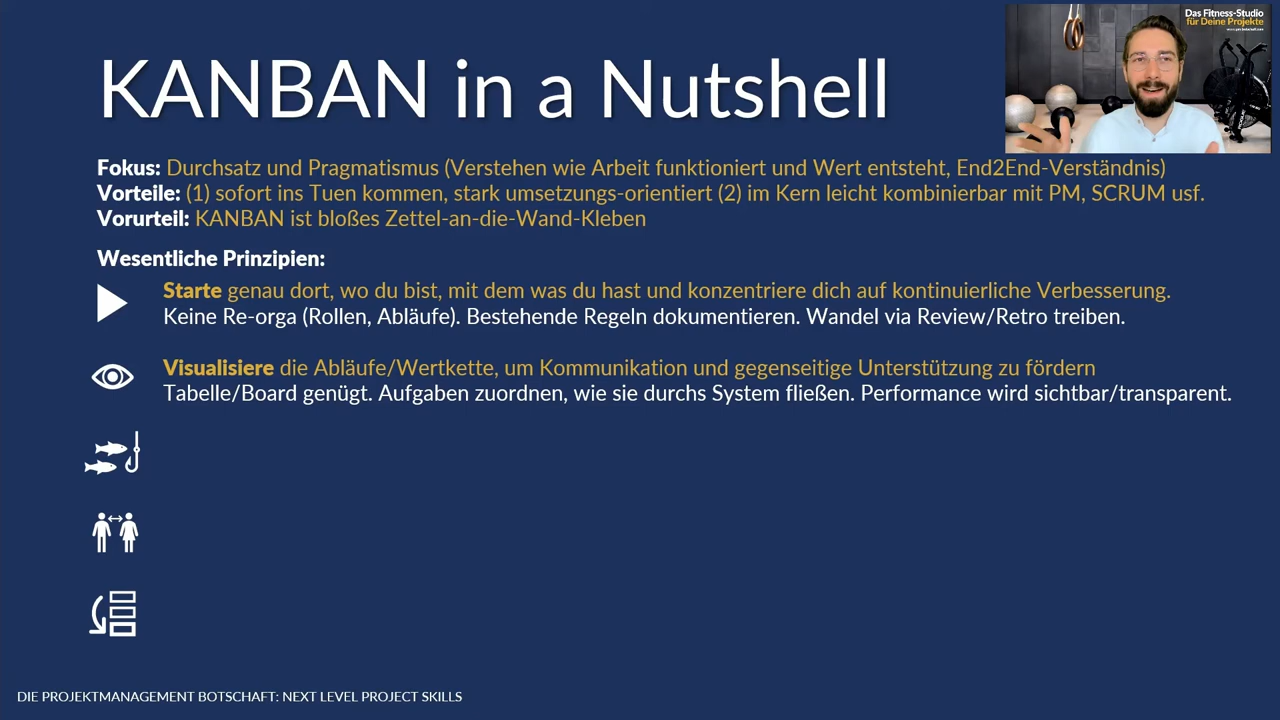 Das Fitness-Studio
für Deine Projekte
KANBAN in a Nutshell
Fokus: Durchsatz und Pragmatismus (Verstehen wie Arbeit funktioniert und Wert entsteht, End2End-Verständnis)
Vorteile: (1) sofort ins Tuen kommen, stark umsetzungs-orientiert (2) im Kern leicht kombinierbar mit PM, SCRUM usf.
Vorurteil: KANBAN ist bloßes Zettel-an-die-Wand-Kleben
Wesentliche Prinzipien:
Starte genau dort, wo du bist, mit dem was du hast und konzentriere dich auf kontinuierliche Verbesserung.
Keine Re-orga (Rollen, Abläufe). Bestehende Regeln dokumentieren. Wandel via Review/Retro treiben.
Visualisiere die Abläufe/Wertkette, um Kommunikation und gegenseitige Unterstützung zu fördern
Tabelle/Board genügt. Aufgaben zuordnen, wie sie durchs System fließen. Performance wird sichtbar/transparent.
DIE PROJEKTMANAGEMENT BOTSCHAFT: NEXT LEVEL PROJECT SKILLS